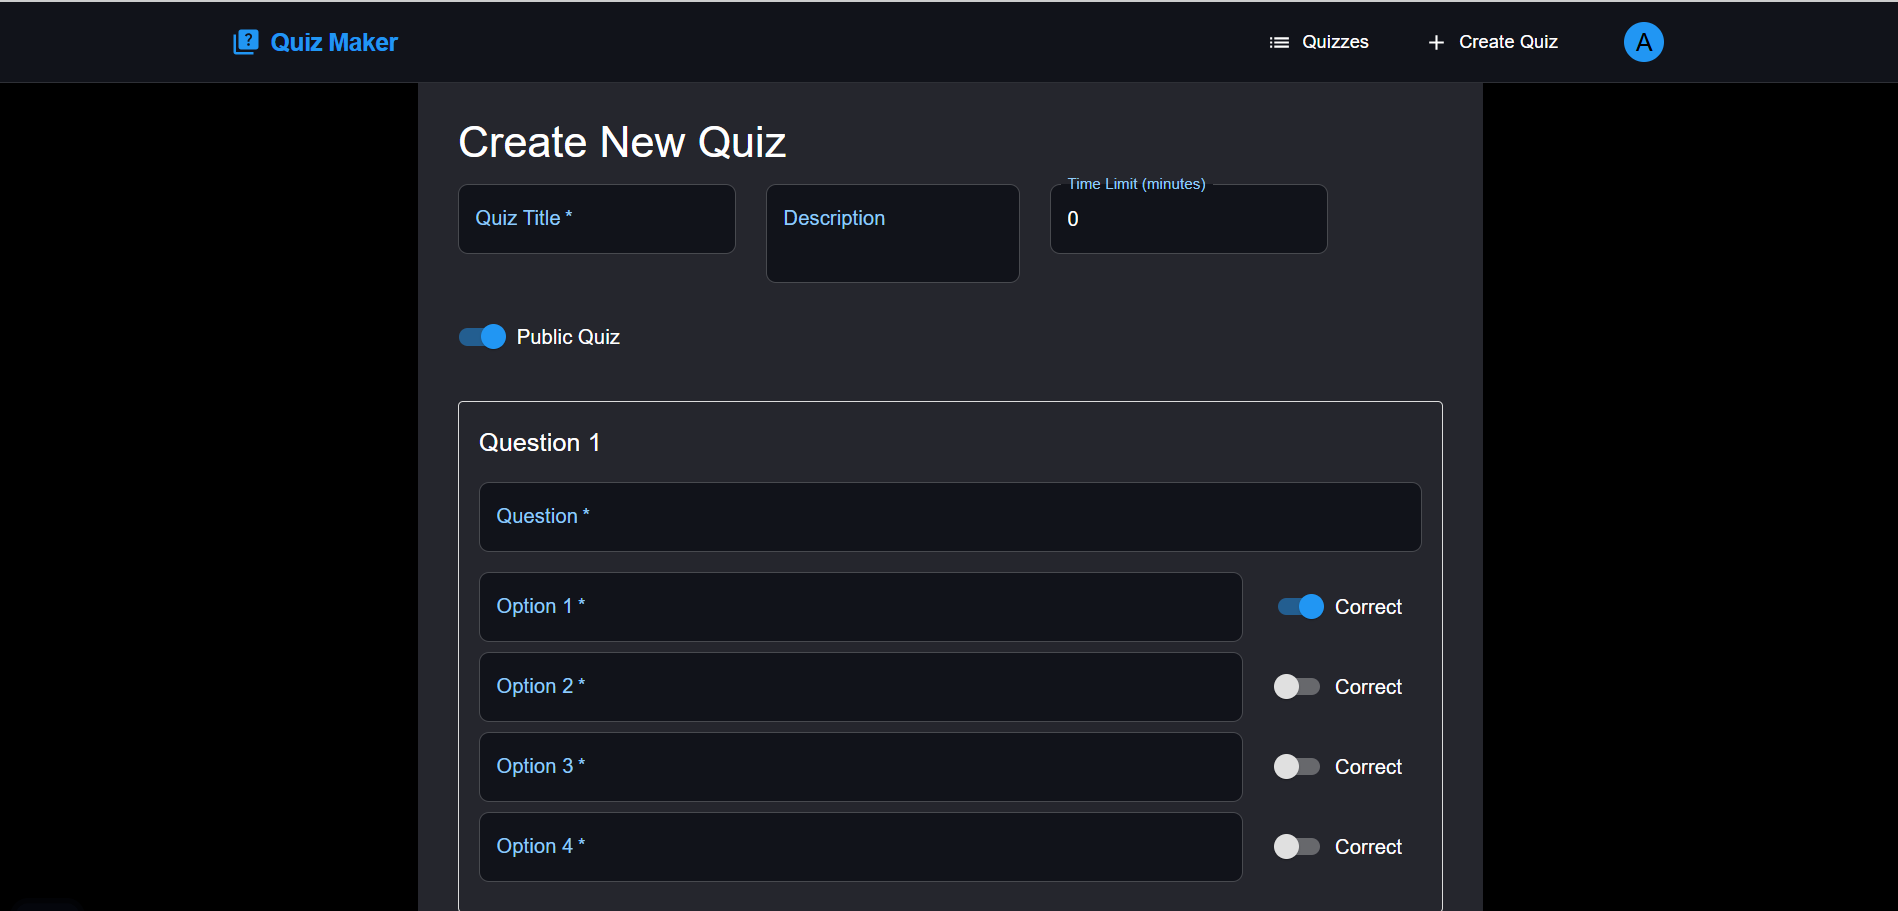 Quiz Maker
Quizzes
Create Quiz
A
Create New Quiz
Quiz Title *
Description
Time Limit (minutes)
0
Public Quiz
Question 1
Question *
Option 1 *
Correct
Option 2 *
Correct
Option 3 *
Correct
Option 4 *
Correct